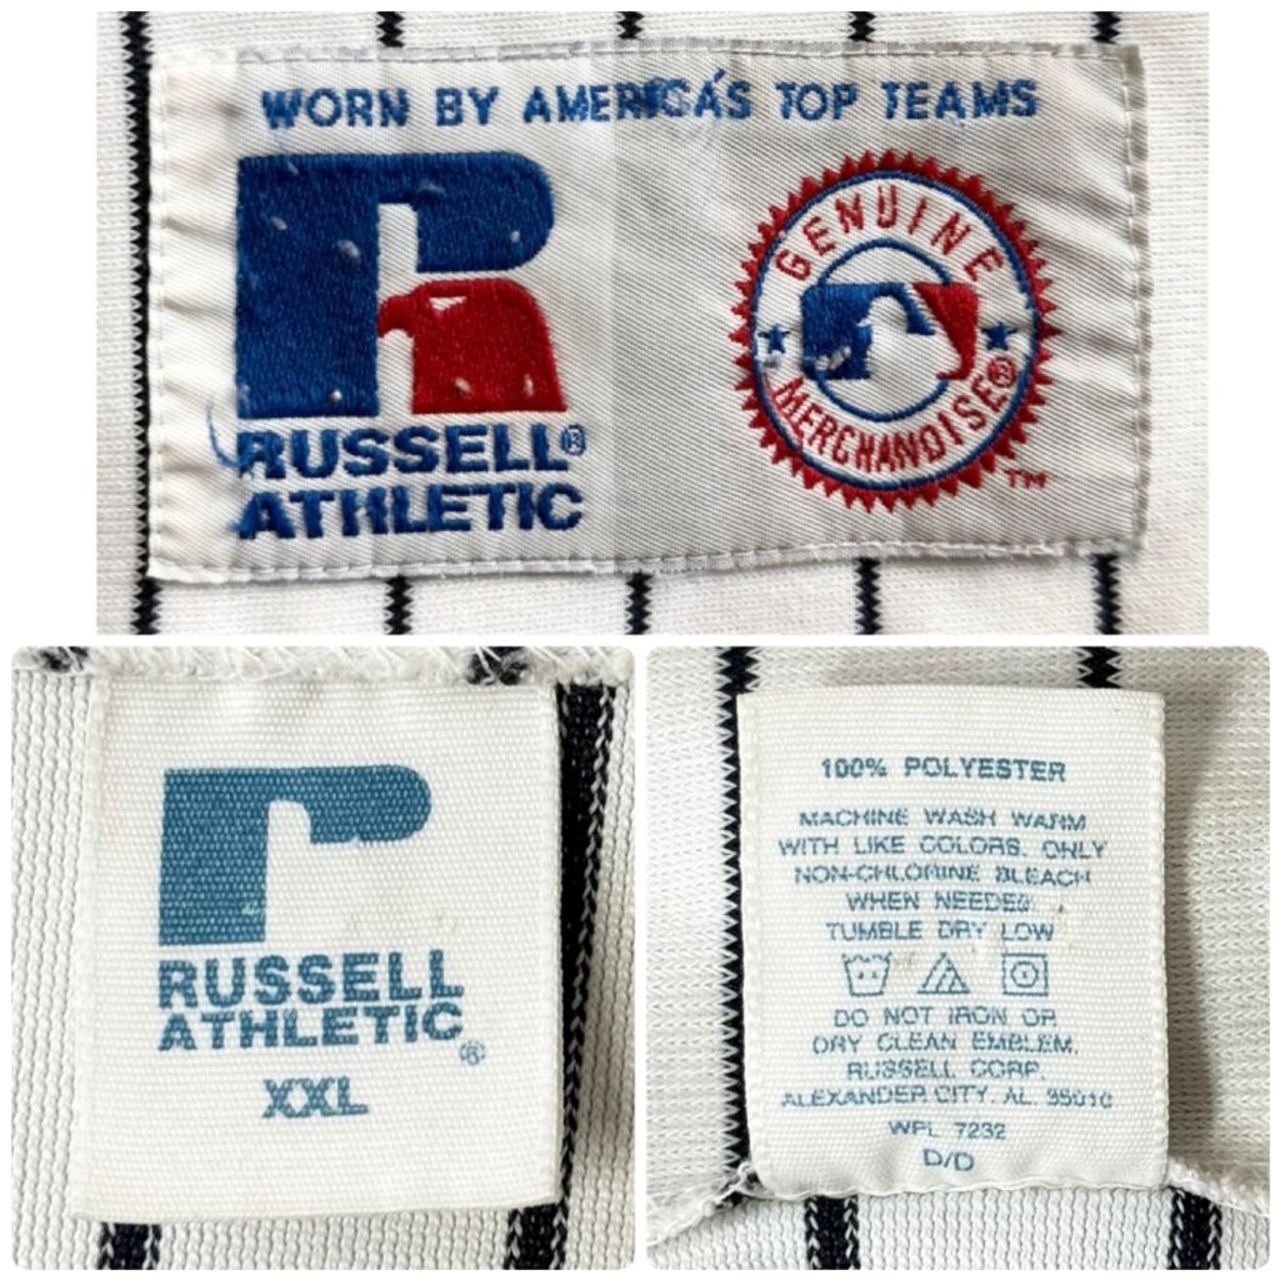 WORN BY AMERICA'S TOP TEAMS
RUSSELL®
ATHLETIC
GENUINE
MERCHANDISE®
TM
RUSSELL
ATHLETIC
®
XXL
100% POLYESTER
MACHINE WASH WARM
WITH LIKE COLORS. ONLY
NON-CHLORINE BLEACH
WHEN NEEDED.
TUMBLE DRY LOW
DO NOT IRON OR
DRY CLEAN EMBLEM.
RUSSELL CORP.
ALEXANDER CITY, AL. 35010
WPL 7232
D/D